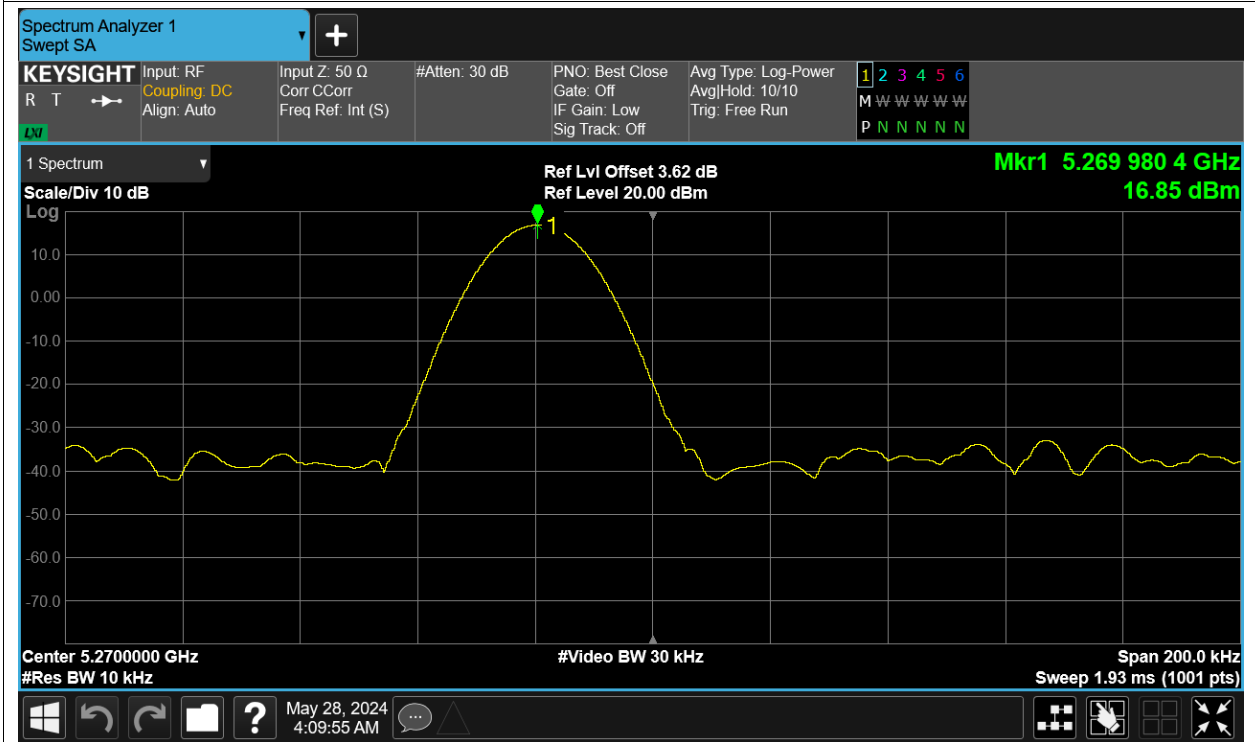 Spectrum Analyzer 1
Swept SA
+
KEYSIGHT
R T
LXI
Input: RF
Coupling: DC
Align: Auto
Input Z: 50 Ω
Corr CCorr
Freq Ref: Int (S)
#Atten: 30 dB
PNO: Best Close
Gate: Off
IF Gain: Low
Sig Track: Off
Avg Type: Log-Power
Avg|Hold: 10/10
Trig: Free Run
1 2 3 4 5 6
M W W W W W
P N N N N N
1 Spectrum
Scale/Div 10 dB
Log
Ref Lvl Offset 3.62 dB
Ref Level 20.00 dBm
Mkr1 5.269 980 4 GHz
16.85 dBm
1
10.0
0.00
-10.0
-20.0
-30.0
-40.0
-50.0
-60.0
-70.0
Center 5.2700000 GHz
#Res BW 10 kHz
#Video BW 30 kHz
Span 200.0 kHz
Sweep 1.93 ms (1001 pts)
?
May 28, 2024
4:09:55 AM